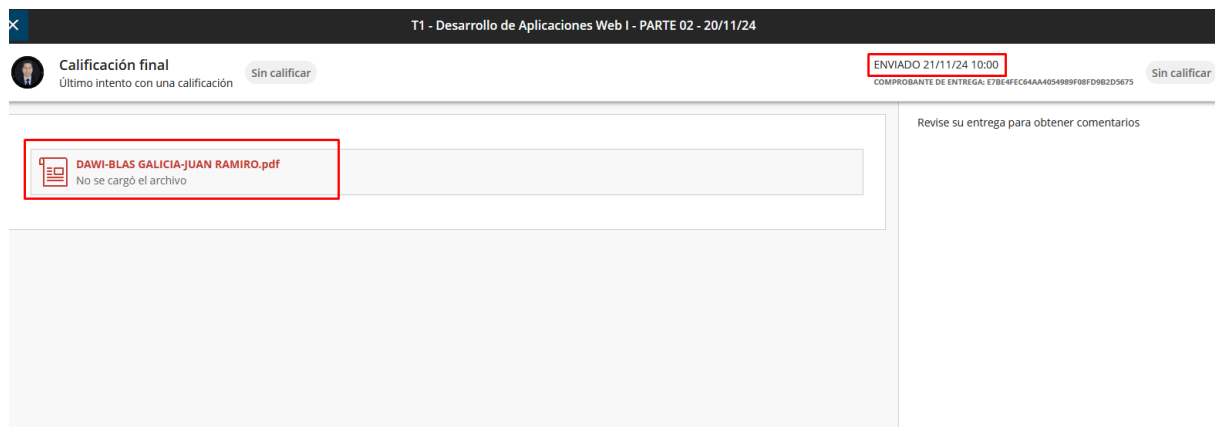 T1 - Desarrollo de Aplicaciones Web I - PARTE 02 - 20/11/24
Calificación final
Último intento con una calificación
Sin calificar
ENVIADO 21/11/24 10:00
COMPROBANTE DE ENTREGA: E7BE4FEC64AA4054989F08FD9B2D5675
Sin calificar
DAWI-BLAS GALICIA-JUAN RAMIRO.pdf
No se cargó el archivo
Revise su entrega para obtener comentarios